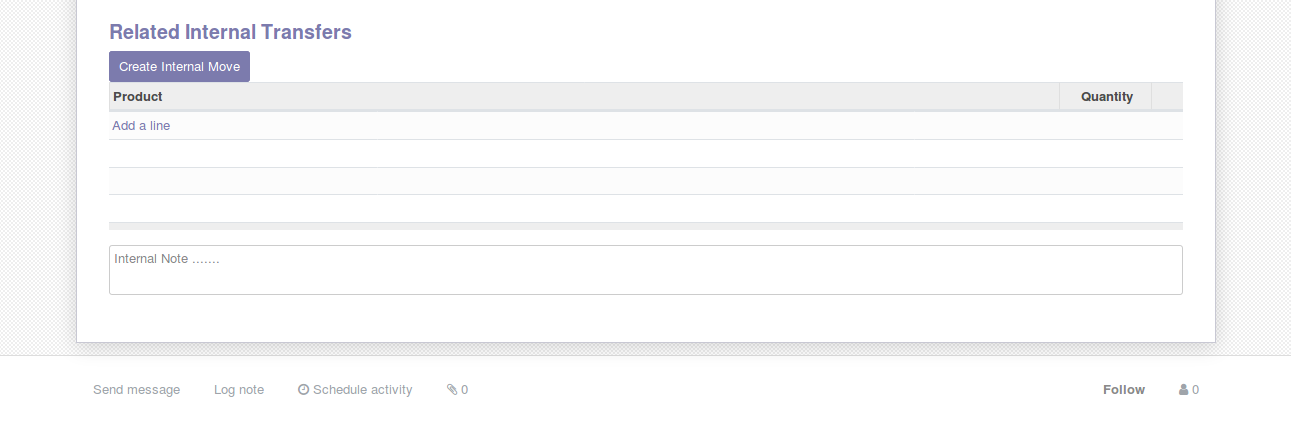 Related Internal Transfers
Create Internal Move
Product Quantity
Add a line
Internal Note .......
Send message Log note Schedule activity 0 Follow 0